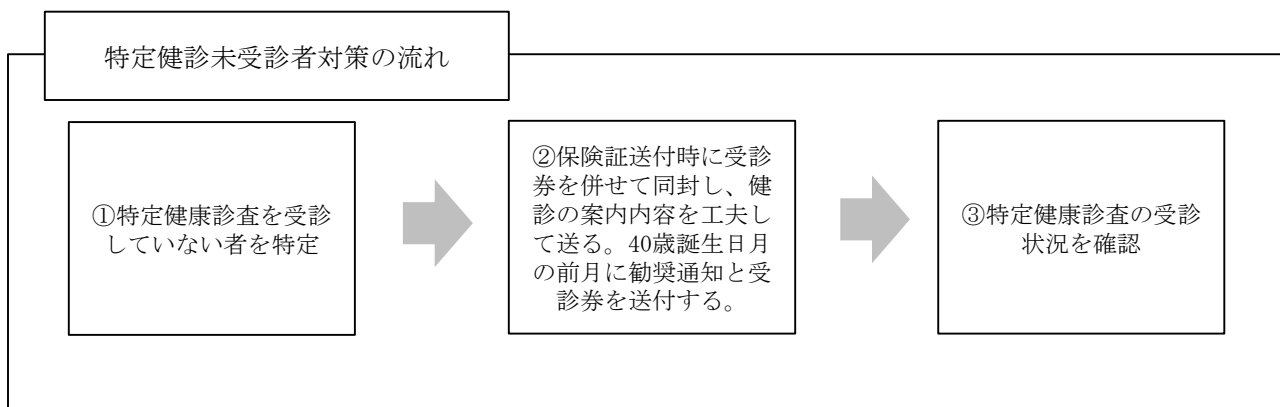 特定健診未受診者対策の流れ
①特定健康診査を受診
していない者を特定
②保険証送付時に受診
券を併せて同封し、健
診の案内内容を工夫し
て送る。40歳誕生日月
の前月に勧奨通知と受
診券を送付する。
③特定健康診査の受診
状況を確認